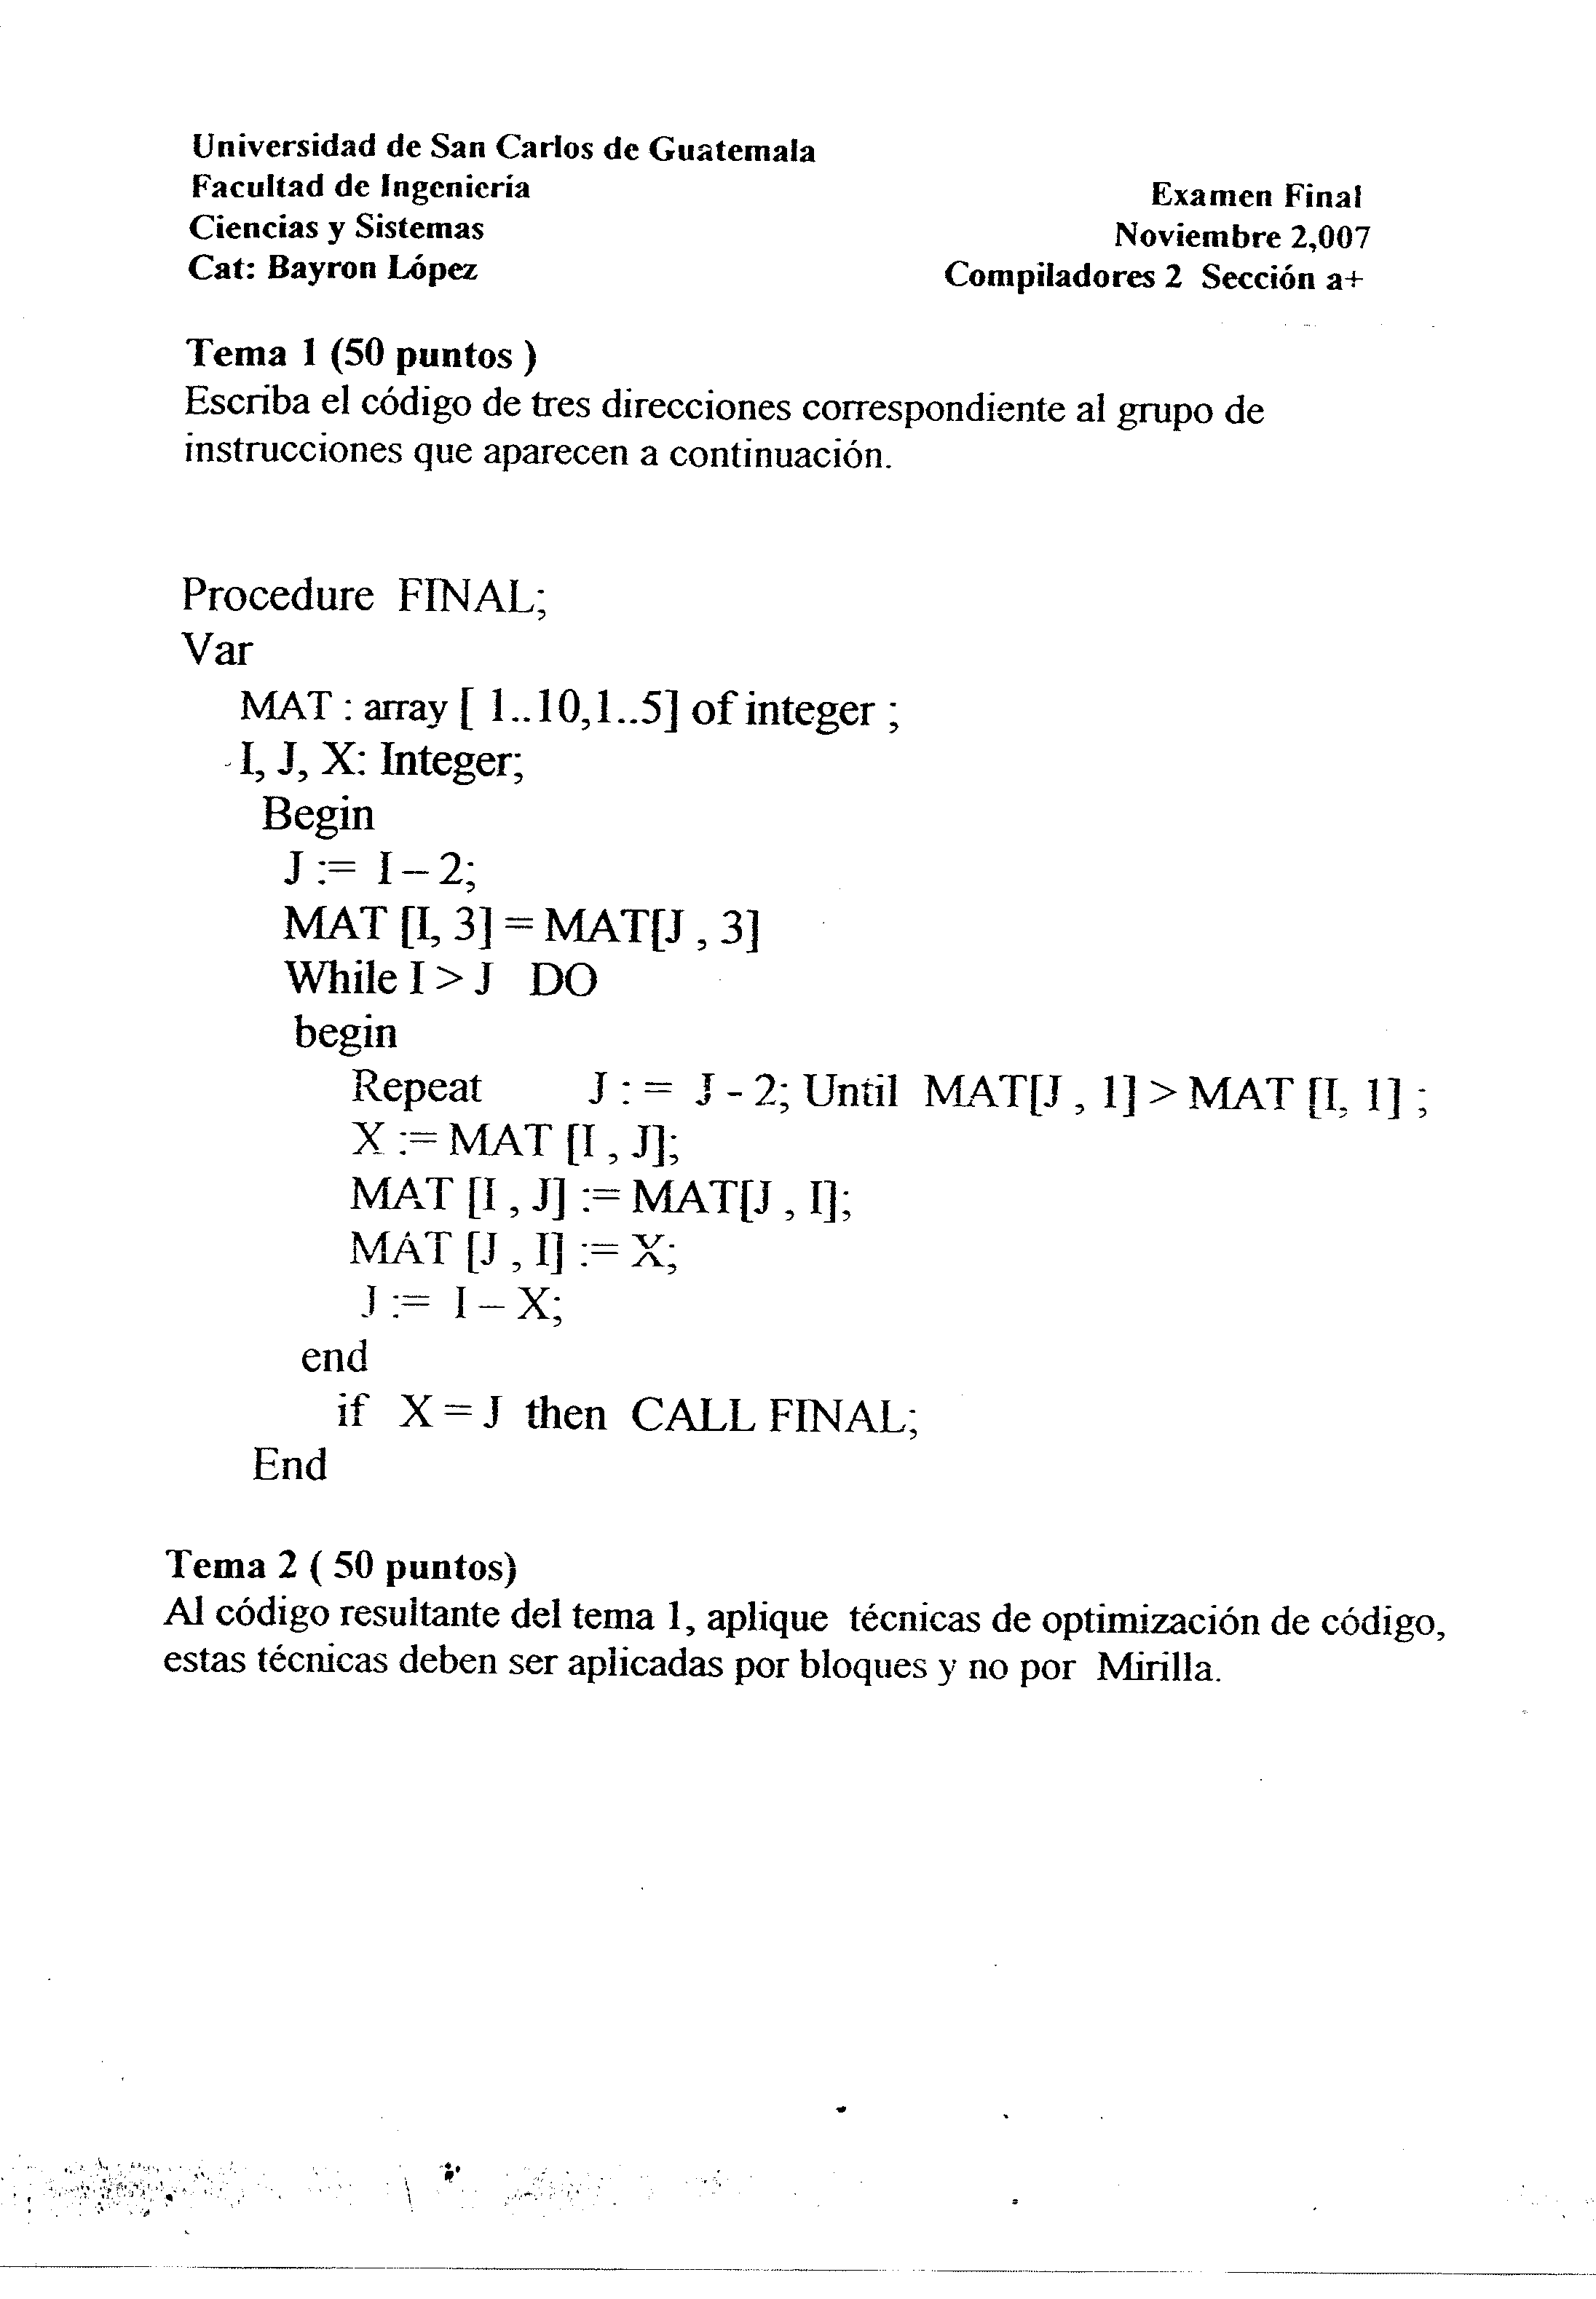 Universidad de San Carlos de Guatemala
Facultad de Ingeniería
Examen Final
Ciencias y Sistemas
Noviembre 2,007
Cat: Bayron López
Compiladores 2 Sección a+
Tema 1 (50 puntos )
Escriba el código de tres direcciones correspondiente al grupo de
instrucciones que aparecen a continuación.
Procedure FINAL;
Var
MAT : array [ 1..10,1..5] of integer ;
I, J, X: Integer;
Begin
J := I – 2;
MAT [I, 3] = MAT[J , 3]
While I > J DO
begin
Repeat J : = J - 2; Until MAT[J , 1] > MAT [I, 1] ;
X := MAT [I , J];
MAT [I , J] := MAT[J , I];
MAT [J , I] := X;
J := I – X;
end
if X = J then CALL FINAL;
End
Tema 2 ( 50 puntos)
Al código resultante del tema 1, aplique técnicas de optimización de código,
estas técnicas deben ser aplicadas por bloques y no por Mirilla.